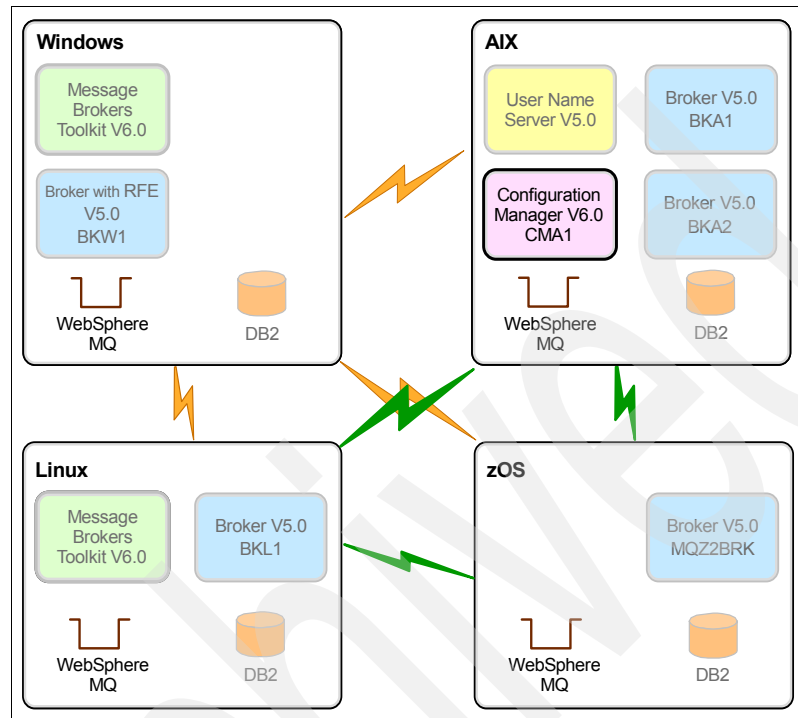 Windows
Message
Brokers
Toolkit V6.0
Broker with RFE
V5.0
BKW1
WebSphere
MQ
DB2
AIX
User Name
Server V5.0
Broker V5.0
BKA1
Configuration
Manager V6.0
CMA1
Broker V5.0
BKA2
WebSphere
MQ
DB2
Linux
Message
Brokers
Toolkit V6.0
Broker V5.0
BKL1
WebSphere
MQ
DB2
zOS
Broker V5.0
MQZ2BRK
WebSphere
MQ
DB2